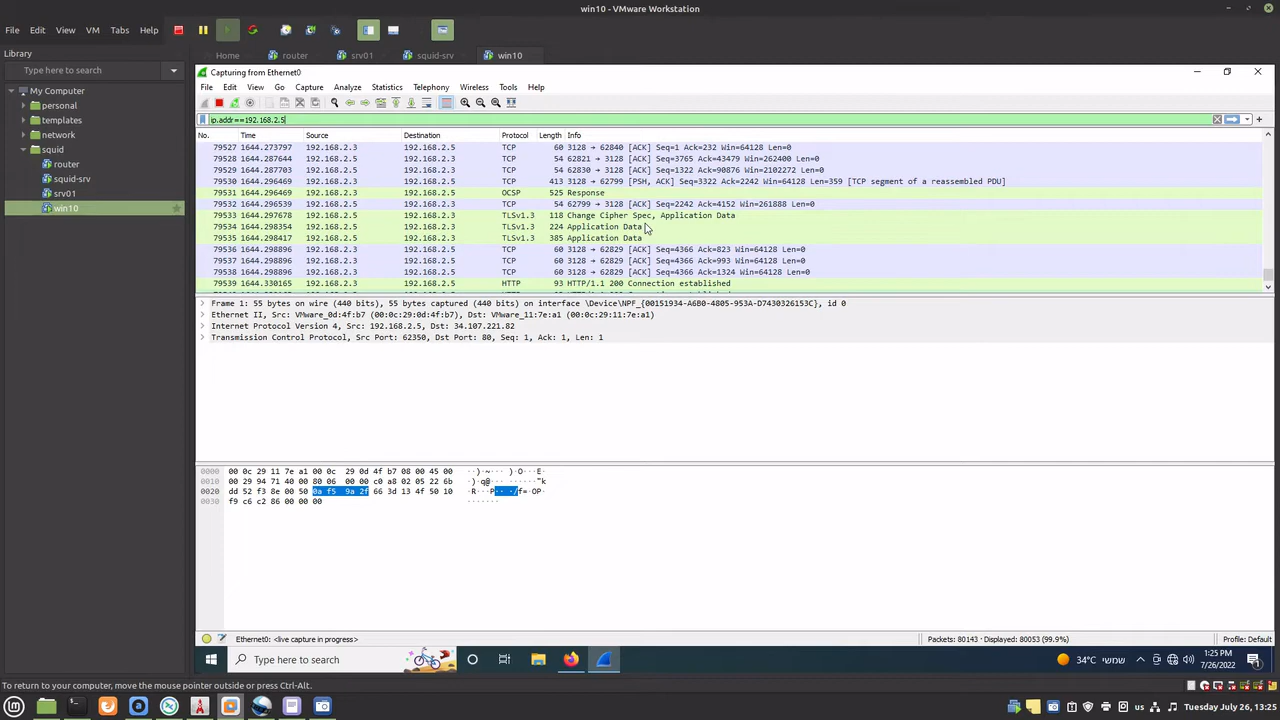 win10 - VMware Workstation
File Edit View VM Tabs Help
Library
Type here to search
My Computer
personal
templates
network
squid
router
squid-srv
srv01
win10
Home router srv01 squid-srv win10
Capturing from Ethernet0
File Edit View Go Capture Analyze Statistics Telephony Wireless Tools Help
ip.addr==192.168.2.5
No. Time Source Destination Protocol Length Info
79527 1644.273797 192.168.2.3 192.168.2.5 TCP 60 3128 → 62840 [ACK] Seq=1 Ack=232 Win=64128 Len=0
79528 1644.287644 192.168.2.5 192.168.2.3 TCP 54 62821 → 3128 [ACK] Seq=3765 Ack=43479 Win=262400 Len=0
79529 1644.287703 192.168.2.5 192.168.2.3 TCP 54 62830 → 3128 [ACK] Seq=1322 Ack=90876 Win=2102272 Len=0
79530 1644.296469 192.168.2.3 192.168.2.5 TCP 413 3128 → 62799 [PSH, ACK] Seq=3322 Ack=2242 Win=64128 Len=359 [TCP segment of a reassembled PDU]
79531 1644.296469 192.168.2.3 192.168.2.5 OCSP 525 Response
79532 1644.296539 192.168.2.5 192.168.2.3 TCP 54 62799 → 3128 [ACK] Seq=2242 Ack=4152 Win=261888 Len=0
79533 1644.297678 192.168.2.5 192.168.2.3 TLSv1.3 118 Change Cipher Spec, Application Data
79534 1644.298354 192.168.2.5 192.168.2.3 TLSv1.3 224 Application Data
79535 1644.298417 192.168.2.5 192.168.2.3 TLSv1.3 385 Application Data
79536 1644.298896 192.168.2.3 192.168.2.5 TCP 60 3128 → 62829 [ACK] Seq=4366 Ack=823 Win=64128 Len=0
79537 1644.298896 192.168.2.3 192.168.2.5 TCP 60 3128 → 62829 [ACK] Seq=4366 Ack=993 Win=64128 Len=0
79538 1644.298896 192.168.2.3 192.168.2.5 TCP 60 3128 → 62829 [ACK] Seq=4366 Ack=1324 Win=64128 Len=0
79539 1644.330165 192.168.2.3 192.168.2.5 HTTP 93 HTTP/1.1 200 Connection established
Frame 1: 55 bytes on wire (440 bits), 55 bytes captured (440 bits) on interface \Device\NPF_{00151934-A6B0-4805-953A-D7430326153C}, id 0
Ethernet II, Src: VMware_0d:4f:b7 (00:0c:29:0d:4f:b7), Dst: VMware_11:7e:a1 (00:0c:29:11:7e:a1)
Internet Protocol Version 4, Src: 192.168.2.5, Dst: 34.107.221.82
Transmission Control Protocol, Src Port: 62350, Dst Port: 80, Seq: 1, Ack: 1, Len: 1
0000 00 0c 29 11 7e a1 00 0c 29 0d 4f b7 08 00 45 00 ··)·~··· )·O···E·
0010 00 29 94 71 40 00 80 06 00 00 c0 a8 02 05 22 6b ·)·q@··· ······"k
0020 dd 52 f3 8e 00 50 0a f5 9a 2f 66 3d 13 4f 50 10 ·R···P·· ·/f=·OP·
0030 f9 c6 c2 86 00 00 00 ·······
Ethernet0: <live capture in progress>
Packets: 80143 · Displayed: 80053 (99.9%)
Profile: Default
Type here to search
34°C שמשי
1:25 PM
7/26/2022
To return to your computer, move the mouse pointer outside or press Ctrl-Alt.
us
Tuesday July 26, 13:25